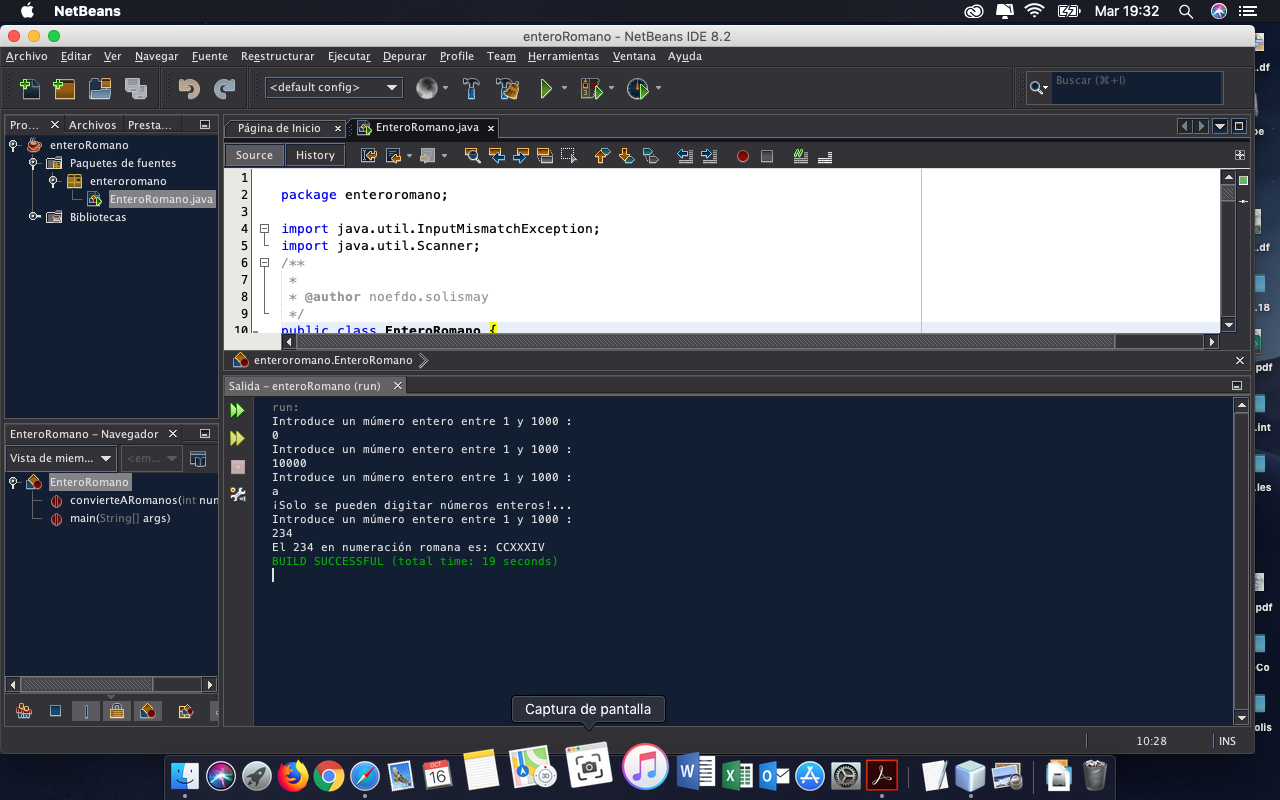 NetBeans
Mar 19:32
enteroRomano - NetBeans IDE 8.2
Archivo Editar Ver Navegar Fuente Reestructurar Ejecutar Depurar Profile Team Herramientas Ventana Ayuda
<default config>
Buscar (⌘+I)
Pro... Archivos Presta...
enteroRomano
Paquetes de fuentes
enteroromano
EnteroRomano.java
Bibliotecas
Página de Inicio EnteroRomano.java
Source History
1
2 package enteroromano;
3
4 import java.util.InputMismatchException;
5 import java.util.Scanner;
6 /**
7 *
8 * @author noefdo.solismay
9 */
10 public class EnteroRomano {
enteroromano.EnteroRomano
Salida – enteroRomano (run)
run:
Introduce un múmero entero entre 1 y 1000 :
0
Introduce un múmero entero entre 1 y 1000 :
10000
Introduce un múmero entero entre 1 y 1000 :
a
¡Solo se pueden digitar números enteros!...
Introduce un múmero entero entre 1 y 1000 :
234
El 234 en numeración romana es: CCXXXIV
BUILD SUCCESSFUL (total time: 19 seconds)
EnteroRomano – Navegador
Vista de miem... <em...
EnteroRomano
convierteARomanos(int nun
main(String[] args)
Captura de pantalla
10:28 INS
.df
.df
.18
pdf
.int
.les
pdf
Co
olis
OCT
16
3D